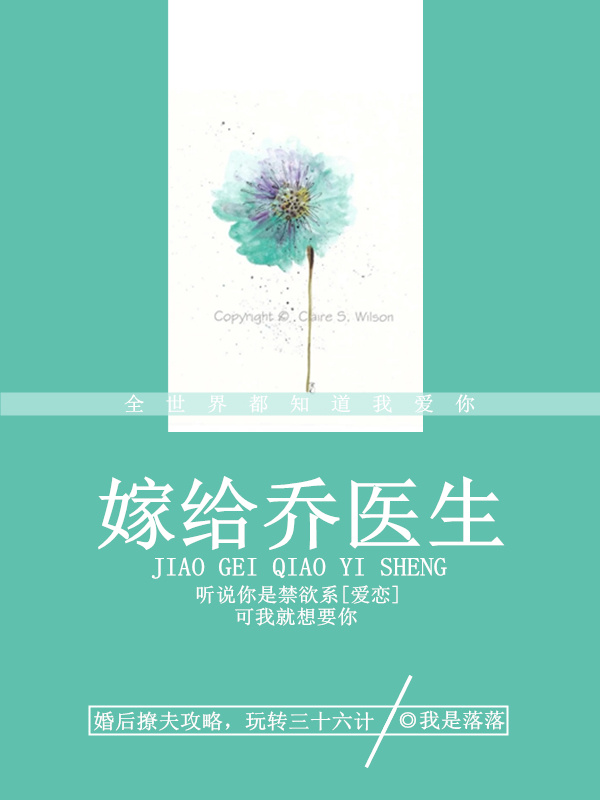 Copyright © Claire S. Wilson
全世界都知道我爱你
嫁给乔医生
JIAO GEI QIAO YI SHENG
听说你是禁欲系[爱恋]
可我就想要你
婚后撩夫攻略，玩转三十六计
◎我是落落